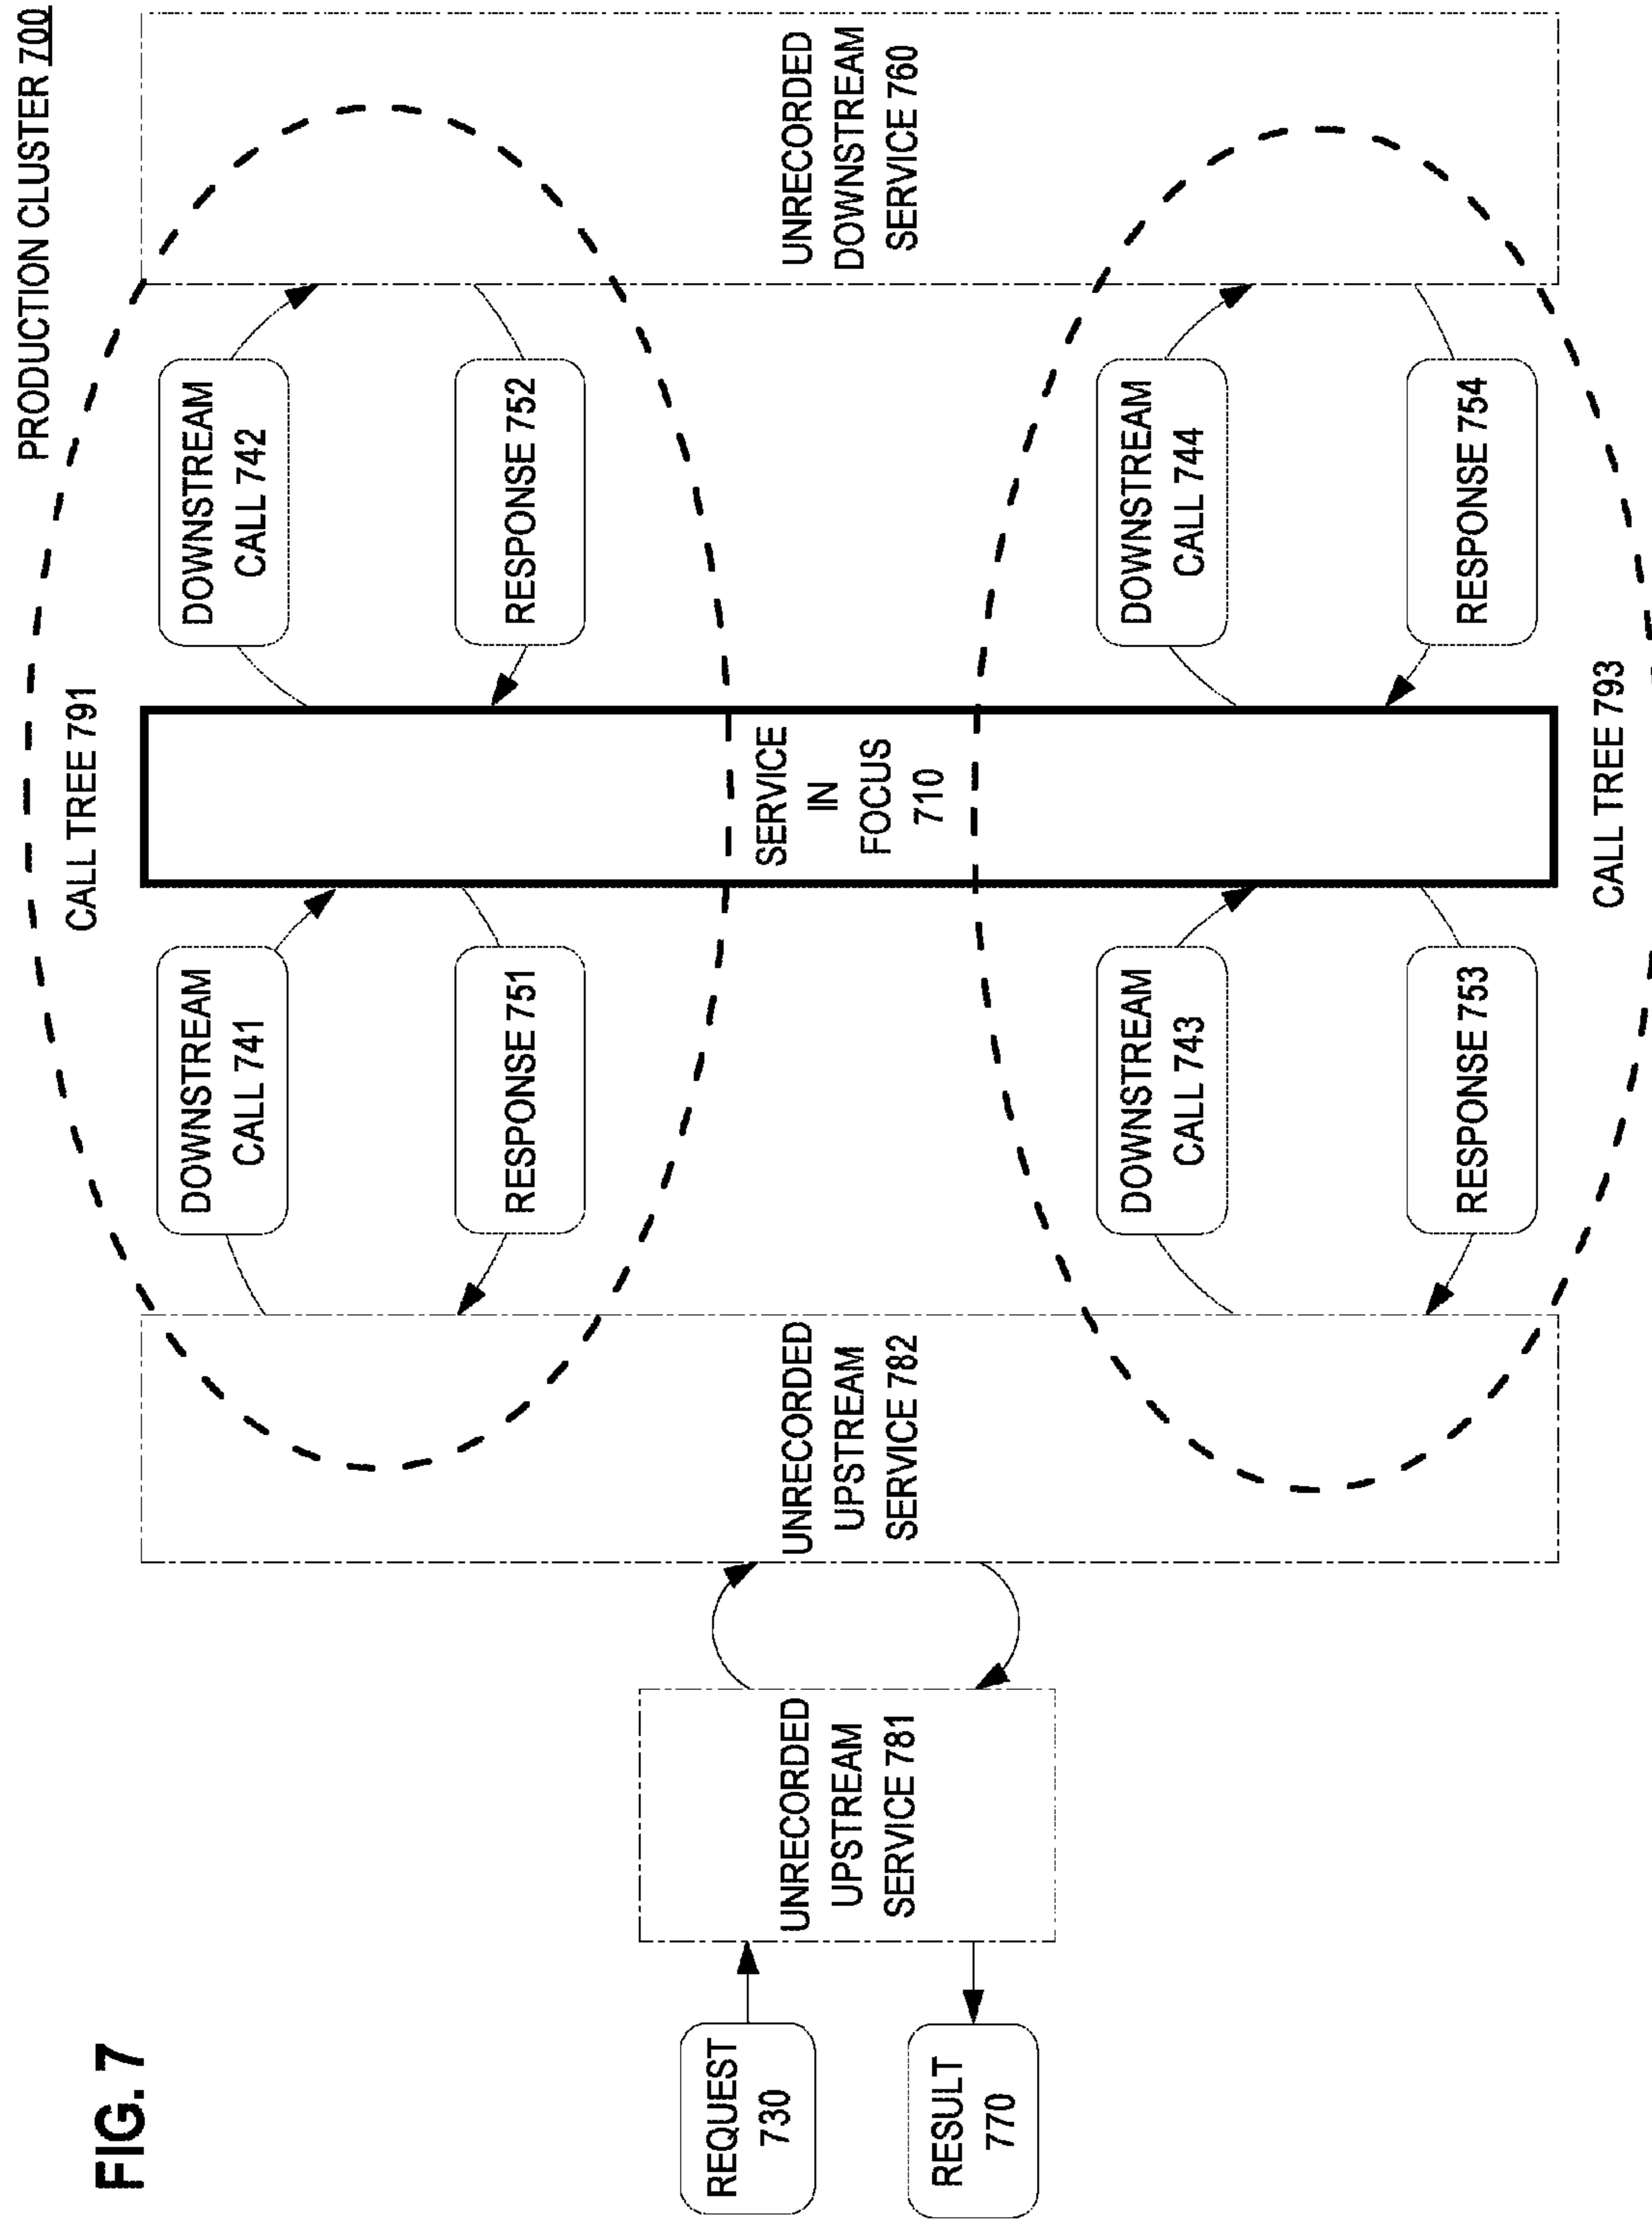 FIG. 7
PRODUCTION CLUSTER 700
CALL TREE 791
DOWNSTREAM
CALL 741
DOWNSTREAM
CALL 742
RESPONSE 751
RESPONSE 752
REQUEST
730
RESULT
770
UNRECORDED
UPSTREAM
SERVICE 781
UNRECORDED
UPSTREAM
SERVICE 782
SERVICE
IN
FOCUS
710
UNRECORDED
DOWNSTREAM
SERVICE 760
DOWNSTREAM
CALL 743
DOWNSTREAM
CALL 744
RESPONSE 753
RESPONSE 754
CALL TREE 793